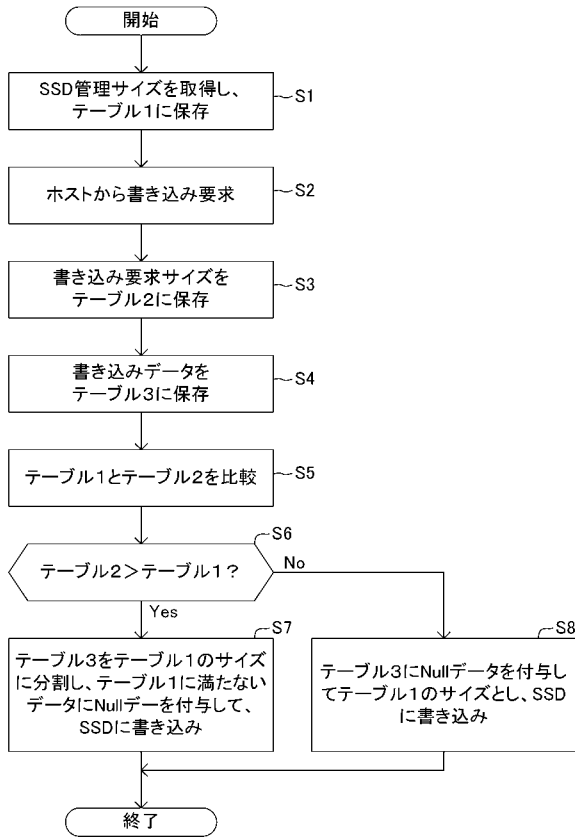 開始
SSD管理サイズを取得し、
テーブル1に保存
S1
ホストから書き込み要求
S2
書き込み要求サイズを
テーブル2に保存
S3
書き込みデータを
テーブル3に保存
S4
テーブル1とテーブル2を比較
S5
テーブル2>テーブル1?
S6
No
Yes
テーブル3をテーブル1のサイズ
に分割し、テーブル1に満たない
データにNullデーを付与して、
SSDに書き込み
S7
テーブル3にNullデータを付与し
てテーブル1のサイズとし、SSD
に書き込み
S8
終了